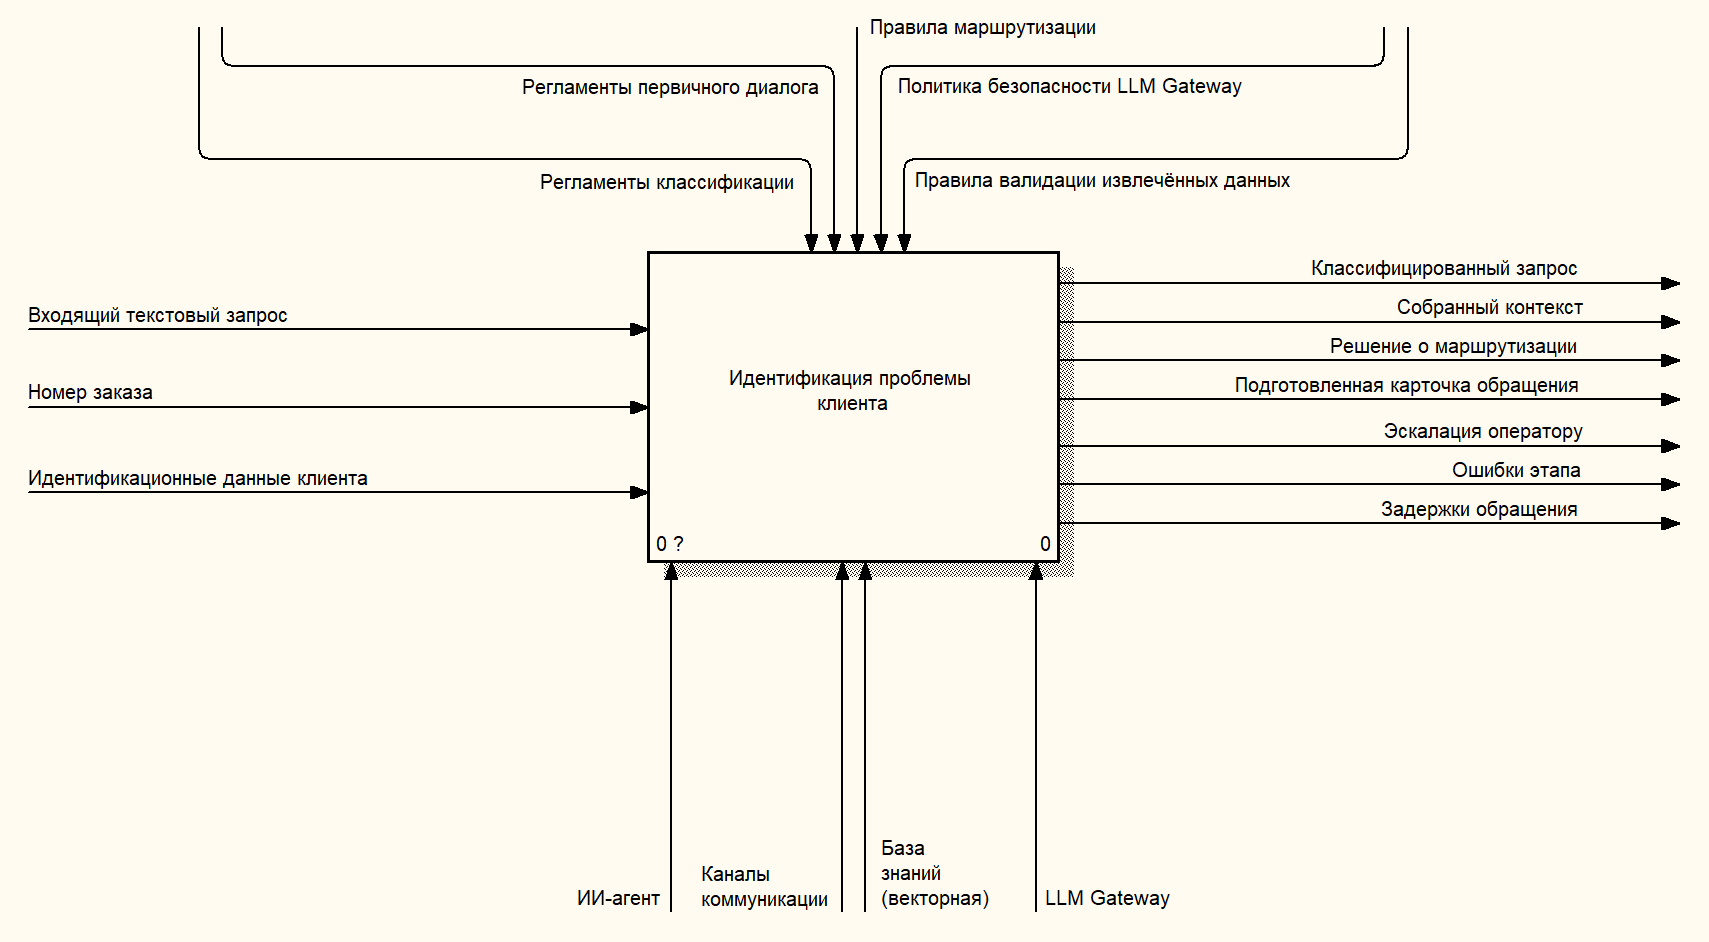 Правила маршрутизации
Регламенты первичного диалога
Политика безопасности LLM Gateway
Регламенты классификации
Правила валидации извлечённых данных
Входящий текстовый запрос
Номер заказа
Идентификационные данные клиента
Идентификация проблемы
клиента
0 ?
0
Классифицированный запрос
Собранный контекст
Решение о маршрутизации
Подготовленная карточка обращения
Эскалация оператору
Ошибки этапа
Задержки обращения
ИИ-агент
Каналы
коммуникации
База
знаний
(векторная)
LLM Gateway